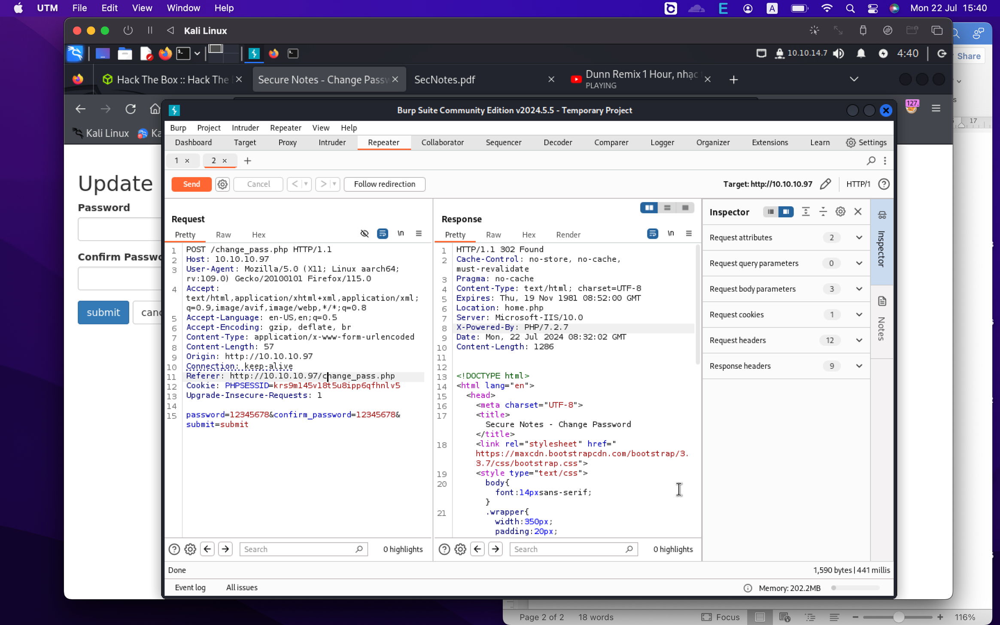 UTM File Edit View Window Help
E A Mon 22 Jul 15:40
Kali Linux
10.10.14.7 4:40
Share
Hack The Box :: Hack The
Secure Notes - Change Passw
SecNotes.pdf
Dunn Remix 1 Hour, nhạc
PLAYING
127.
17
Kali Linux Ka
Burp Suite Community Edition v2024.5.5 - Temporary Project
Burp Project Intruder Repeater View Help
Dashboard Target Proxy Intruder Repeater Collaborator Sequencer Decoder Comparer Logger Organizer Extensions Learn Settings
1 × 2 × +
Send Cancel < > Follow redirection
Target: http://10.10.10.97 HTTP/1
Update
Password
Confirm Passwo
submit canc
Request
Pretty Raw Hex \n
1 POST /change_pass.php HTTP/1.1
2 Host: 10.10.10.97
3 User-Agent: Mozilla/5.0 (X11; Linux aarch64;
rv:109.0) Gecko/20100101 Firefox/115.0
4 Accept:
text/html,application/xhtml+xml,application/xml;
q=0.9,image/avif,image/webp,*/*;q=0.8
5 Accept-Language: en-US,en;q=0.5
6 Accept-Encoding: gzip, deflate, br
7 Content-Type: application/x-www-form-urlencoded
8 Content-Length: 57
9 Origin: http://10.10.10.97
10 Connection: keep-alive
11 Referer: http://10.10.10.97/change_pass.php
12 Cookie: PHPSESSID=krs9m145v18t5u8ipp6qfhnlv5
13 Upgrade-Insecure-Requests: 1
14
15 password=12345678&confirm_password=12345678&
submit=submit
Search 0 highlights
Response
Pretty Raw Hex Render \n
1 HTTP/1.1 302 Found
2 Cache-Control: no-store, no-cache,
must-revalidate
3 Pragma: no-cache
4 Content-Type: text/html; charset=UTF-8
5 Expires: Thu, 19 Nov 1981 08:52:00 GMT
6 Location: home.php
7 Server: Microsoft-IIS/10.0
8 X-Powered-By: PHP/7.2.7
9 Date: Mon, 22 Jul 2024 08:32:02 GMT
10 Content-Length: 1286
11
12
13 <!DOCTYPE html>
14 <html lang="en">
15 <head>
16 <meta charset="UTF-8">
17 <title>
Secure Notes - Change Password
</title>
18 <link rel="stylesheet" href="
https://maxcdn.bootstrapcdn.com/bootstrap/3.
3.7/css/bootstrap.css">
19 <style type="text/css">
20 body{
font:14pxsans-serif;
}
21 .wrapper{
width:350px;
padding:20px;
Search 0 highlights
Inspector
Request attributes 2
Request query parameters 0
Request body parameters 3
Request cookies 1
Request headers 12
Response headers 9
Inspector
Notes
Done
1,590 bytes | 441 millis
Event log All issues
Memory: 202.2MB
Page 2 of 2 18 words Focus 116%